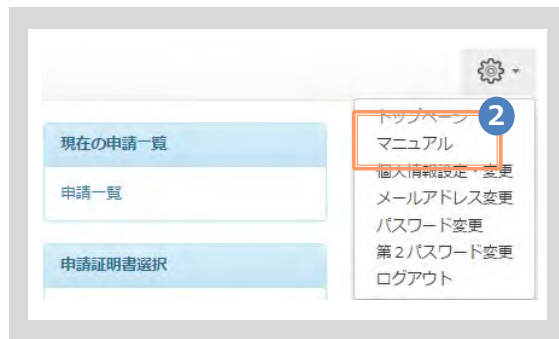 現在の申請一覧
申請一覧
申請証明書選択
トップページ
2
マニュアル
個人情報設定・変更
メールアドレス変更
パスワード変更
第2パスワード変更
ログアウト